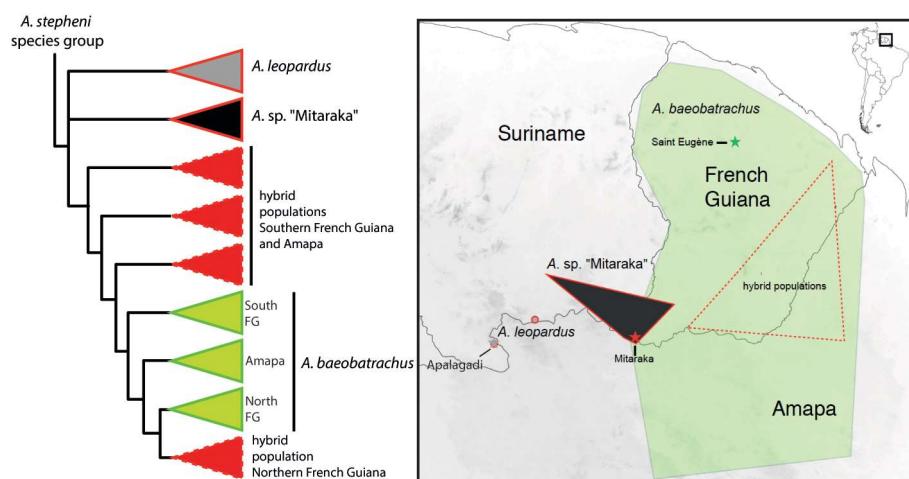 A. stepheni
species group
A. leopardus
A. sp. "Mitaraka"
hybrid
populations
Southern French Guiana
and Amapa
South
FG
Amapa
A. baeobatrachus
North
FG
hybrid
population
Northern French Guiana
A. baeobatrachus
Suriname
Saint Eugène
French
Guiana
A. sp. "Mitaraka"
hybrid populations
A. leopardus
Apalagadi
Mitaraka
Amapa